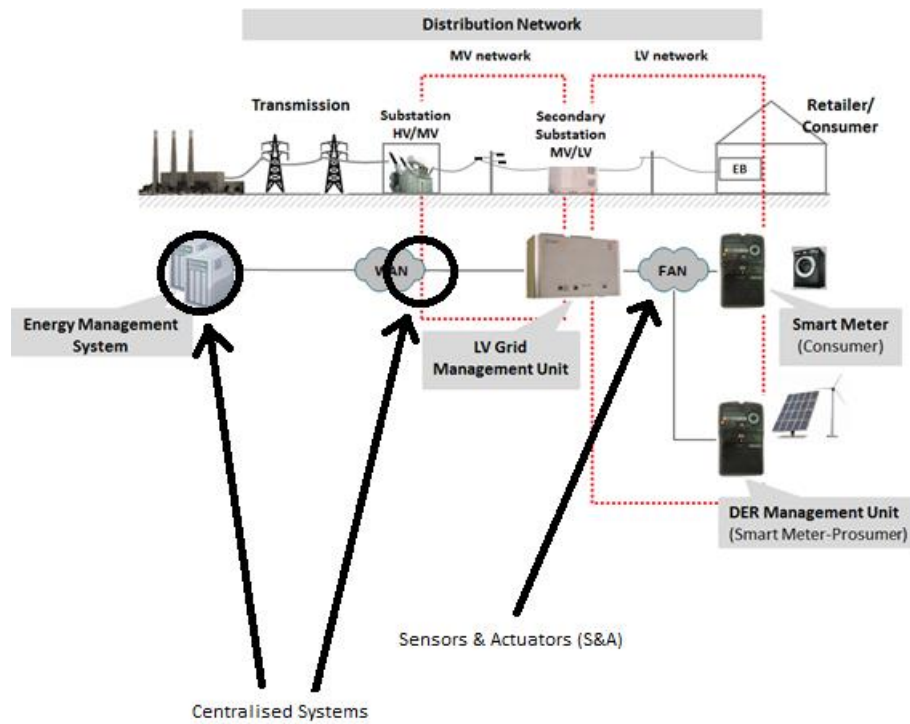 Distribution Network
MV network
LV network
Transmission
Substation
HV/MV
Secondary
Substation
MV/LV
Retailer/
Consumer
EB
WAN
FAN
Energy Management
System
LV Grid
Management Unit
Smart Meter
(Consumer)
DER Management Unit
(Smart Meter-Prosumer)
Sensors & Actuators (S&A)
Centralised Systems